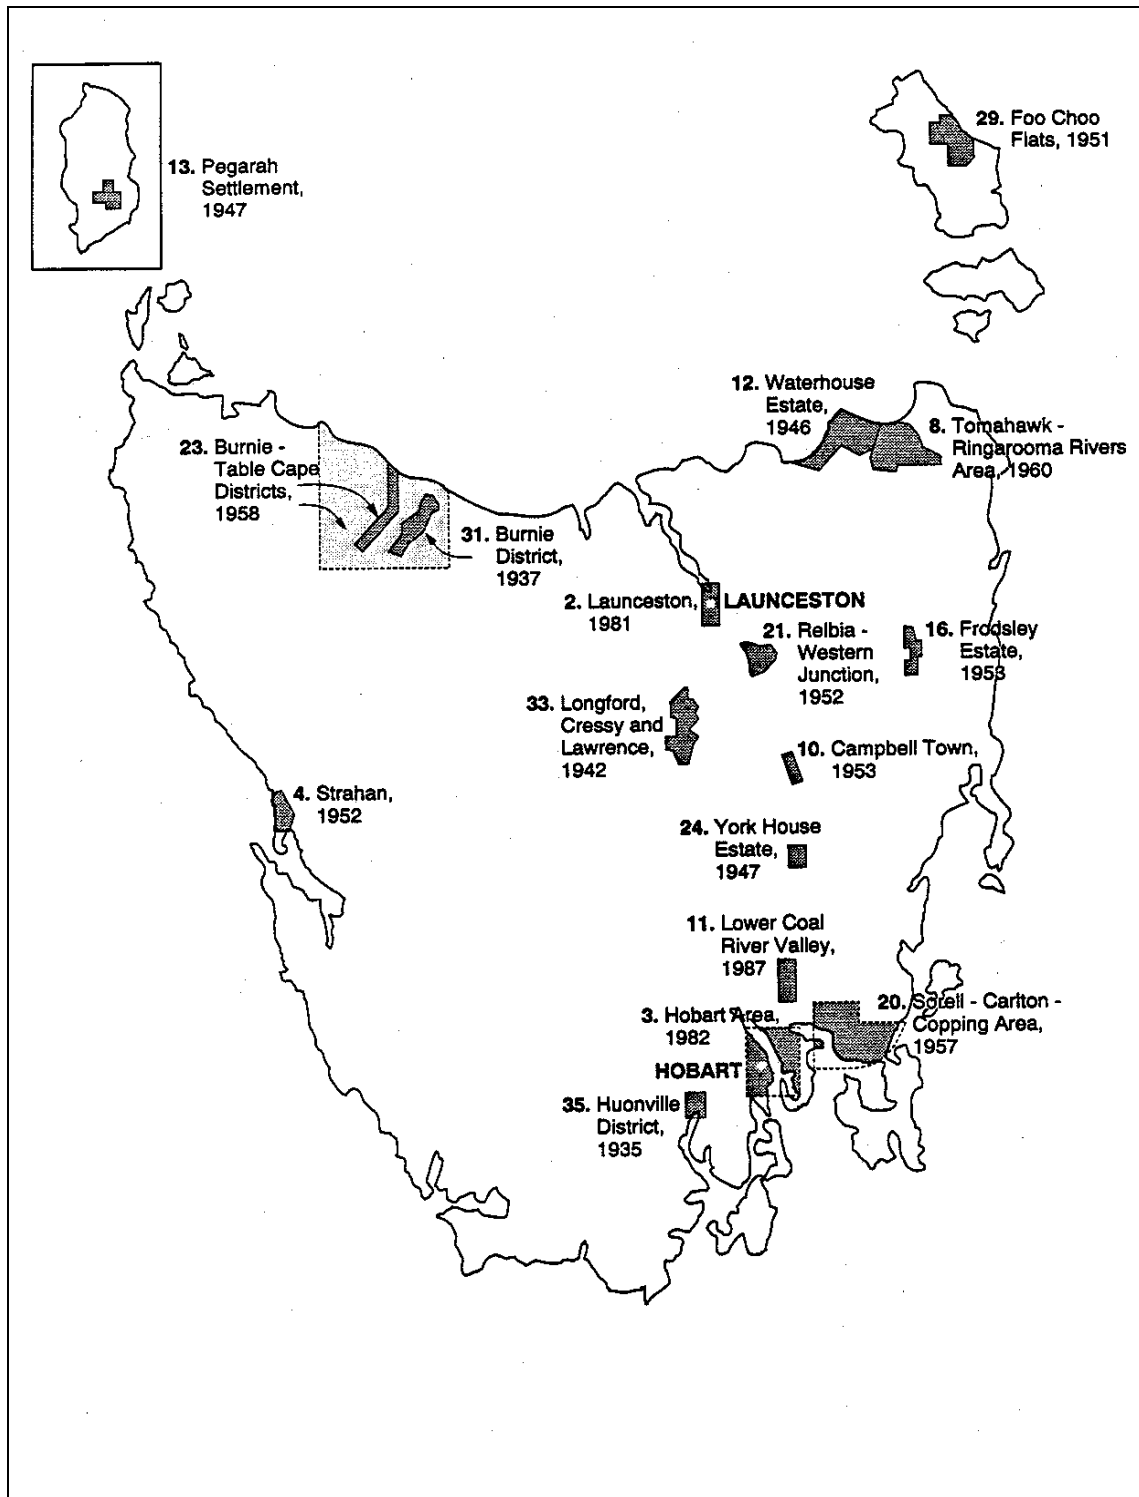 29. Foo Choo
Flats, 1951
13. Pegarah
Settlement,
1947
12. Waterhouse
Estate,
1946
8. Tomahawk -
Ringarooma Rivers
Area, 1960
23. Burnie -
Table Cape
Districts,
1958
31. Burnie
District,
1937
2. Launceston,
1981
LAUNCESTON
21. Relbia -
Western
Junction,
1952
16. Frodsley
Estate,
1953
33. Longford,
Cressy and
Lawrence,
1942
10. Campbell Town,
1953
4. Strahan,
1952
24. York House
Estate,
1947
11. Lower Coal
River Valley,
1987
3. Hobart Area,
1982
HOBART
20. Sorell - Carlton -
Copping Area,
1957
35. Huonville
District,
1935